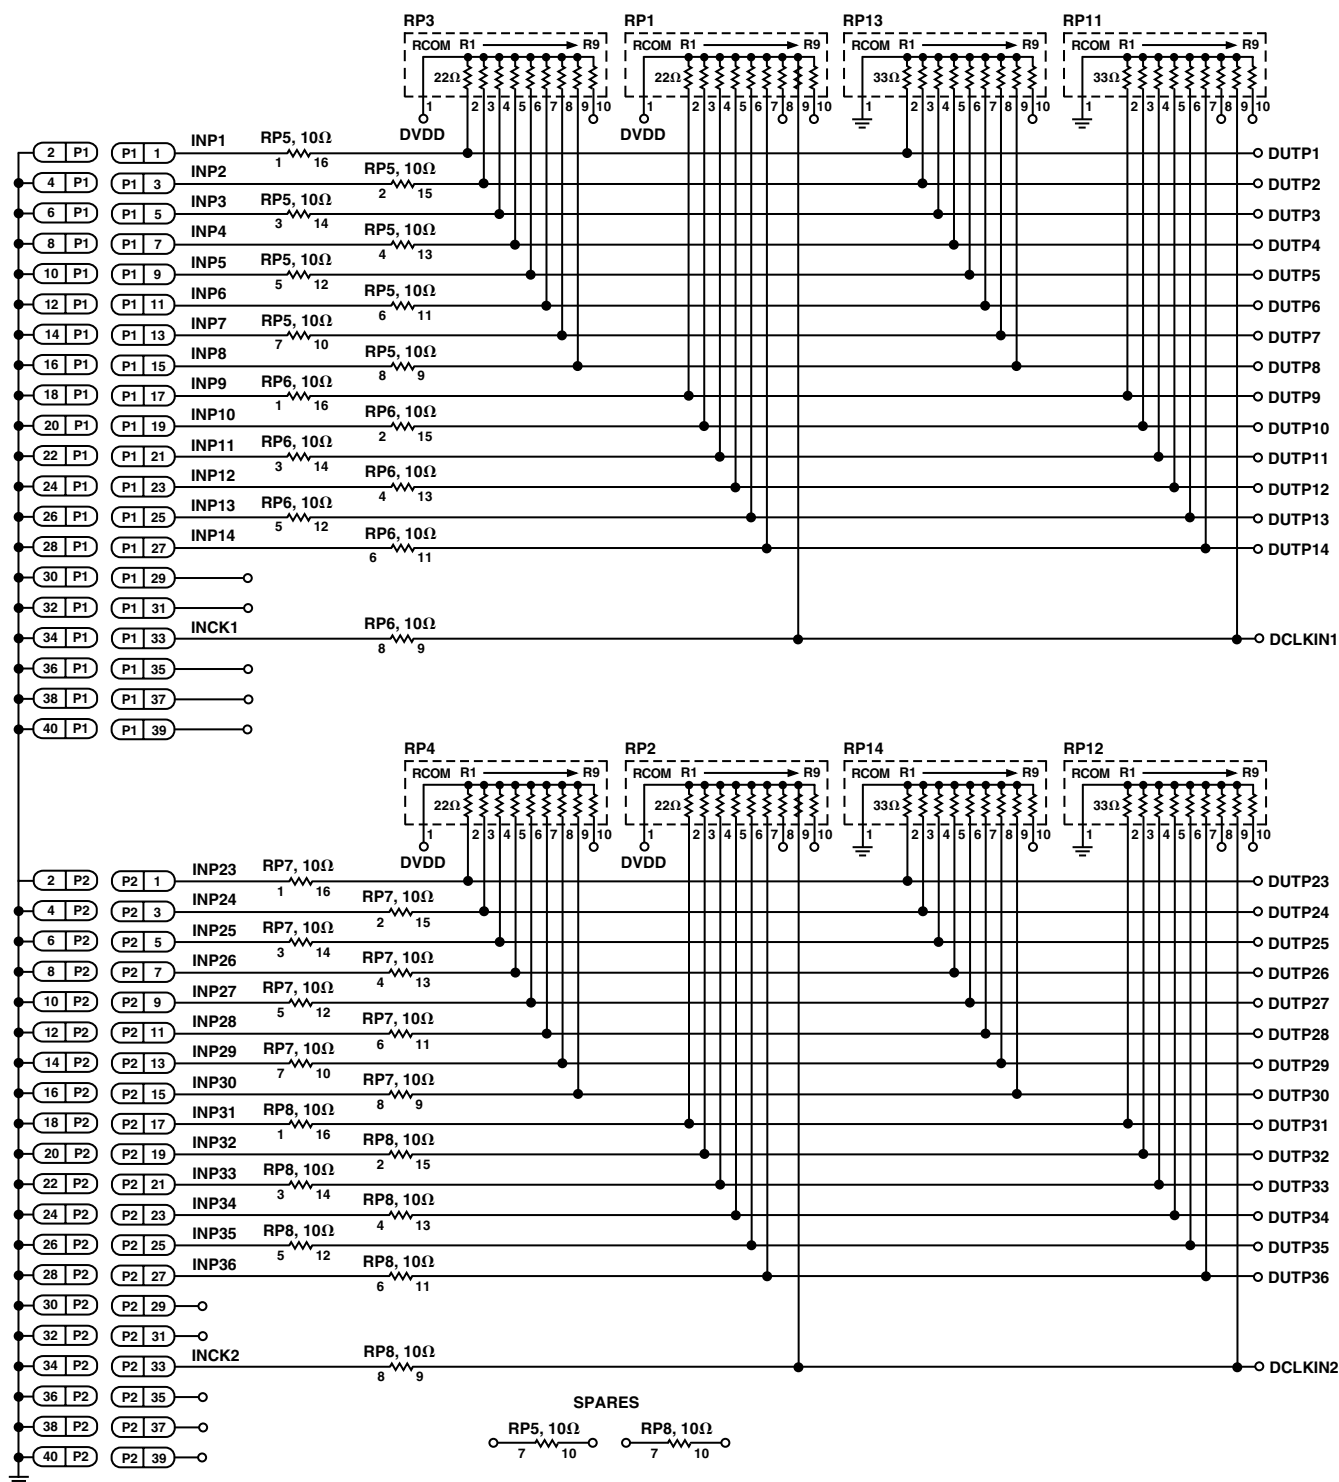 RP3 RP1 RP13 RP11
RCOM R1 R9 RCOM R1 R9 RCOM R1 R9 RCOM R1 R9
22Ω 22Ω 33Ω 33Ω
1 2 3 4 5 6 7 8 9 10 1 2 3 4 5 6 7 8 9 10 1 2 3 4 5 6 7 8 9 10 1 2 3 4 5 6 7 8 9 10
DVDD DVDD
2 P1 P1 1 INP1 RP5, 10Ω 1 16 DUTP1
4 P1 P1 3 INP2 RP5, 10Ω 2 15 DUTP2
6 P1 P1 5 INP3 RP5, 10Ω 3 14 DUTP3
8 P1 P1 7 INP4 RP5, 10Ω 4 13 DUTP4
10 P1 P1 9 INP5 RP5, 10Ω 5 12 DUTP5
12 P1 P1 11 INP6 RP5, 10Ω 6 11 DUTP6
14 P1 P1 13 INP7 RP5, 10Ω 7 10 DUTP7
16 P1 P1 15 INP8 RP5, 10Ω 8 9 DUTP8
18 P1 P1 17 INP9 RP6, 10Ω 1 16 DUTP9
20 P1 P1 19 INP10 RP6, 10Ω 2 15 DUTP10
22 P1 P1 21 INP11 RP6, 10Ω 3 14 DUTP11
24 P1 P1 23 INP12 RP6, 10Ω 4 13 DUTP12
26 P1 P1 25 INP13 RP6, 10Ω 5 12 DUTP13
28 P1 P1 27 INP14 RP6, 10Ω 6 11 DUTP14
30 P1 P1 29
32 P1 P1 31
34 P1 P1 33 INCK1 RP6, 10Ω 8 9 DCLKIN1
36 P1 P1 35
38 P1 P1 37
40 P1 P1 39
RP4 RP2 RP14 RP12
RCOM R1 R9 RCOM R1 R9 RCOM R1 R9 RCOM R1 R9
22Ω 22Ω 33Ω 33Ω
1 2 3 4 5 6 7 8 9 10 1 2 3 4 5 6 7 8 9 10 1 2 3 4 5 6 7 8 9 10 1 2 3 4 5 6 7 8 9 10
DVDD DVDD
2 P2 P2 1 INP23 RP7, 10Ω 1 16 DUTP23
4 P2 P2 3 INP24 RP7, 10Ω 2 15 DUTP24
6 P2 P2 5 INP25 RP7, 10Ω 3 14 DUTP25
8 P2 P2 7 INP26 RP7, 10Ω 4 13 DUTP26
10 P2 P2 9 INP27 RP7, 10Ω 5 12 DUTP27
12 P2 P2 11 INP28 RP7, 10Ω 6 11 DUTP28
14 P2 P2 13 INP29 RP7, 10Ω 7 10 DUTP29
16 P2 P2 15 INP30 RP7, 10Ω 8 9 DUTP30
18 P2 P2 17 INP31 RP8, 10Ω 1 16 DUTP31
20 P2 P2 19 INP32 RP8, 10Ω 2 15 DUTP32
22 P2 P2 21 INP33 RP8, 10Ω 3 14 DUTP33
24 P2 P2 23 INP34 RP8, 10Ω 4 13 DUTP34
26 P2 P2 25 INP35 RP8, 10Ω 5 12 DUTP35
28 P2 P2 27 INP36 RP8, 10Ω 6 11 DUTP36
30 P2 P2 29
32 P2 P2 31
34 P2 P2 33 INCK2 RP8, 10Ω 8 9 DCLKIN2
36 P2 P2 35
38 P2 P2 37
40 P2 P2 39
SPARES
RP5, 10Ω RP8, 10Ω
7 10 7 10